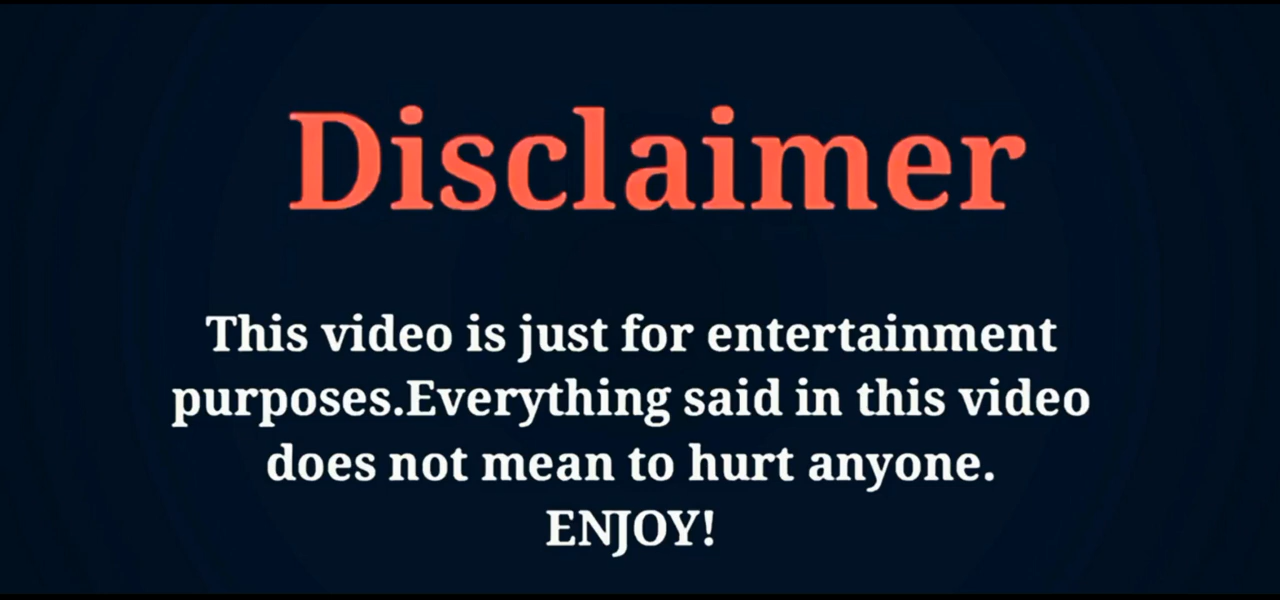 Disclaimer
This video is just for entertainment
purposes.Everything said in this video
does not mean to hurt anyone.
ENJOY!